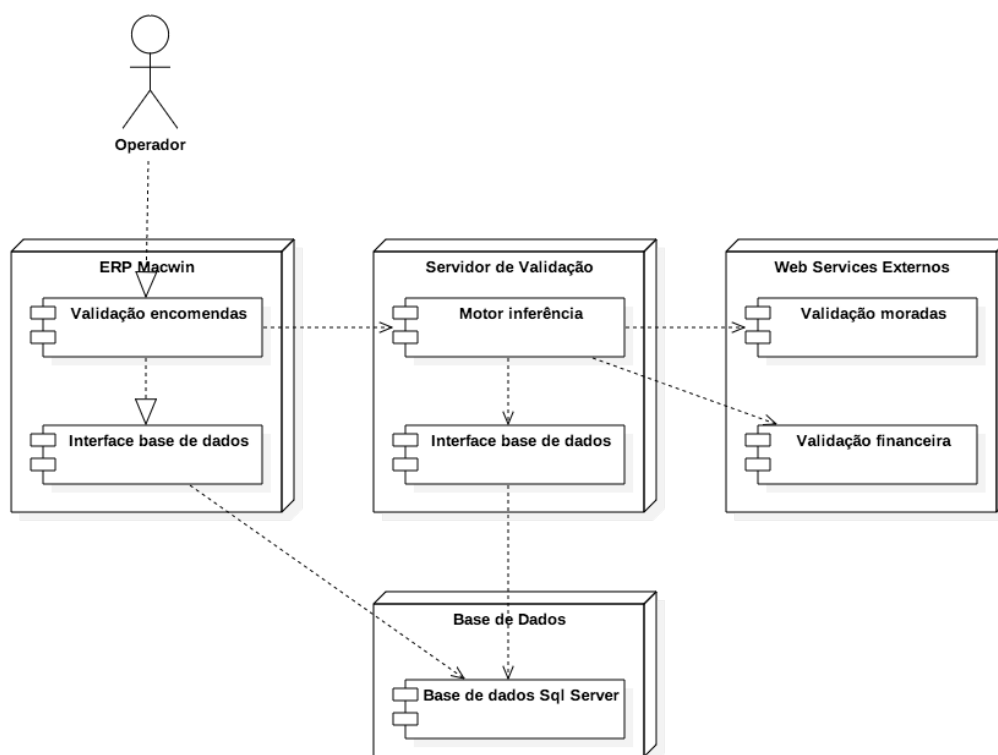 Operador
ERP Macwin
Servidor de Validação
Web Services Externos
Validação encomendas
Motor inferência
Validação moradas
Interface base de dados
Interface base de dados
Validação financeira
Base de Dados
Base de dados Sql Server